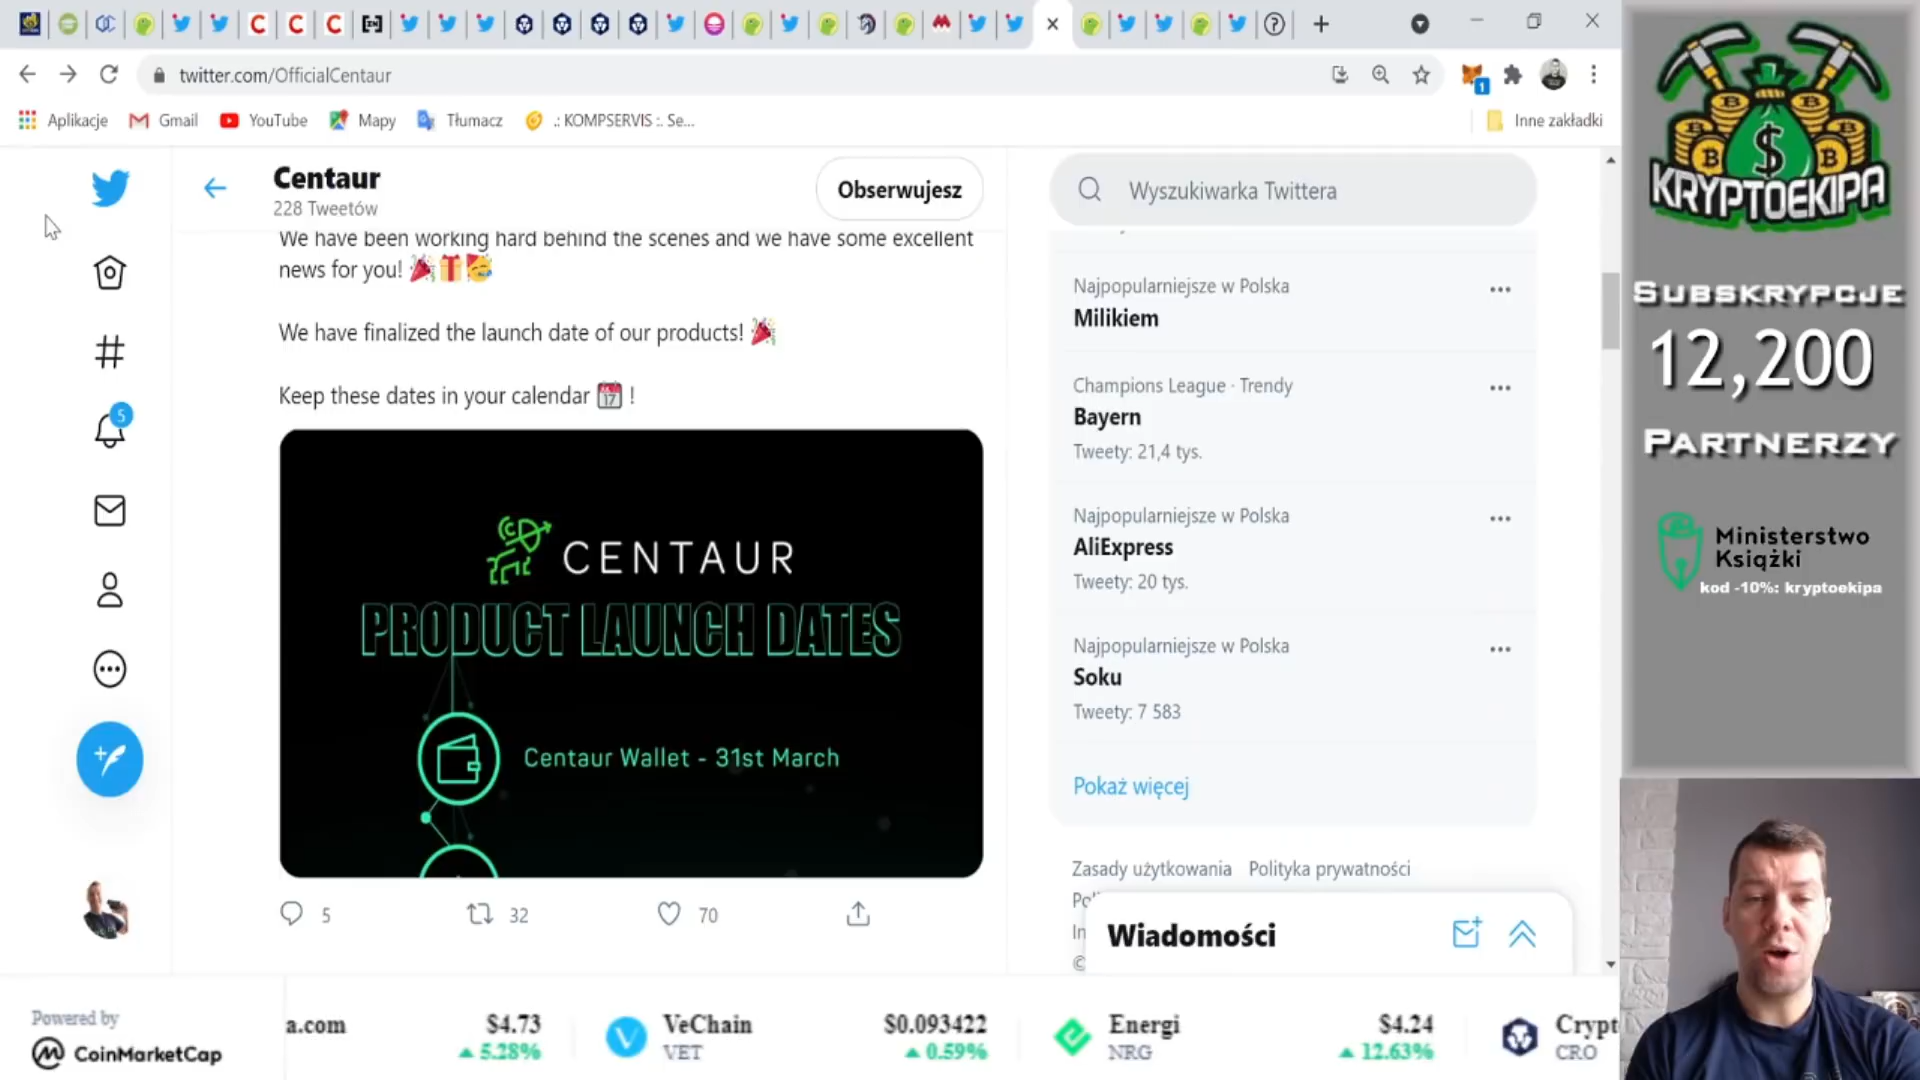 twitter.com/OfficialCentaur
1
Aplikacje
Gmail
YouTube
Mapy
Tłumacz
.: KOMPSERVIS :. Se...
Inne zakładki
Centaur
228 Tweetów
Obserwujesz
Wyszukiwarka Twittera
We have been working hard behind the scenes and we have some excellent
news for you!
We have finalized the launch date of our products!
Keep these dates in your calendar 17 !
5
CENTAUR
PRODUCT LAUNCH DATES
Centaur Wallet - 31st March
5
32
70
Najpopularniejsze w Polska
Milikiem
Champions League · Trendy
Bayern
Tweety: 21,4 tys.
Najpopularniejsze w Polska
AliExpress
Tweety: 20 tys.
Najpopularniejsze w Polska
Soku
Tweety: 7 583
Pokaż więcej
Zasady użytkowania Polityka prywatności
Wiadomości
KRYPTOEKIPA
SUBSKRYPCJE
12,200
PARTNERZY
Ministerstwo
Książki
kod -10%: kryptoekipa
Powered by
CoinMarketCap
a.com
$4.73
5.28%
VeChain
VET
$0.093422
0.59%
Energi
NRG
$4.24
12.63%
Crypt
CRO